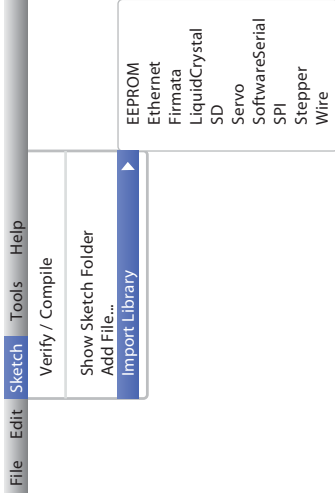 File Edit Sketch Tools Help
Verify / Compile
Show Sketch Folder
Add File...
Import Library
EEPROM
Ethernet
Firmata
LiquidCrystal
SD
Servo
SoftwareSerial
SPI
Stepper
Wire